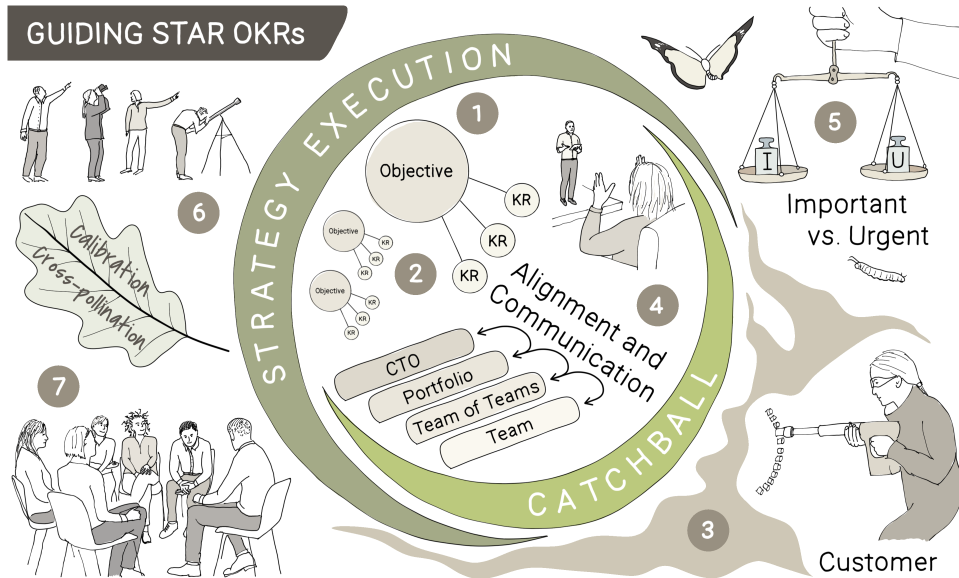 GUIDING STAR OKRs
STRATEGY EXECUTION
1
Objective
KR
KR
KR
2
Objective
KR
KR
KR
Objective
KR
KR
KR
Alignment and
Communication
CTO
Portfolio
Team of Teams
Team
CATCHBALL
3
Customer
4
5
I
U
Important
vs. Urgent
6
Calibration
Cross-pollination
7